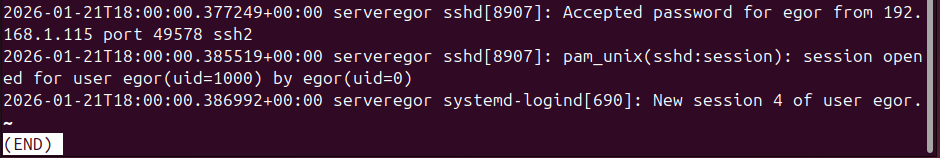 2026-01-21T18:00:00.377249+00:00 serveregor sshd[8907]: Accepted password for egor from 192.
168.1.115 port 49578 ssh2
2026-01-21T18:00:00.385519+00:00 serveregor sshd[8907]: pam_unix(sshd:session): session open
ed for user egor(uid=1000) by egor(uid=0)
2026-01-21T18:00:00.386992+00:00 serveregor systemd-logind[690]: New session 4 of user egor.
~
(END)